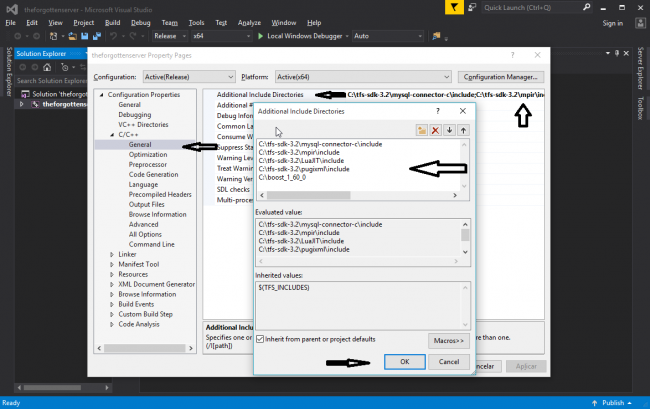 theforgottenserver - Microsoft Visual Studio
Quick Launch (Ctrl+Q)
File Edit View Project Build Debug Team Tools Test Analyze Window Help
Sign in
Release x64 Local Windows Debugger Auto
Solution Explorer
Search Solution Explorer
Solution 'theforgot
theforgottenser
Solution Explorer
Server Explorer
Toolbox
theforgottenserver Property Pages
Configuration: Active(Release)
Platform: Active(x64)
Configuration Manager...
Configuration Properties
General
Debugging
VC++ Directories
C/C++
General
Optimization
Preprocessor
Code Generation
Language
Precompiled Headers
Output Files
Browse Information
Advanced
All Options
Command Line
Linker
Manifest Tool
Resources
XML Document Generator
Browse Information
Build Events
Custom Build Step
Code Analysis
Additional Include Directories C:\tfs-sdk-3.2\mysql-connector-c\include;C:\tfs-sdk-3.2\mpir\in
Additional #
Debug Infor
Common La
Consume W
Suppress Sta
Warning Lev
Treat Warnin
Warning Ver
SDL checks
Multi-proce
Additional Include Directories
C:\tfs-sdk-3.2\mysql-connector-c\include
C:\tfs-sdk-3.2\mpir\include
C:\tfs-sdk-3.2\LuaJIT\include
C:\tfs-sdk-3.2\pugixml\include
C:\boost_1_60_0
Evaluated value:
C:\tfs-sdk-3.2\mysql-connector-c\include
C:\tfs-sdk-3.2\mpir\include
C:\tfs-sdk-3.2\LuaJIT\include
C:\tfs-sdk-3.2\pugixml\include
Inherited values:
$(TFS_INCLUDES)
Inherit from parent or project defaults
Macros>>
OK
Cancel
Additional Inclu
Specifies one or
(/I[path])
re than one.
ncelar
Aplicar
Ready
Publish